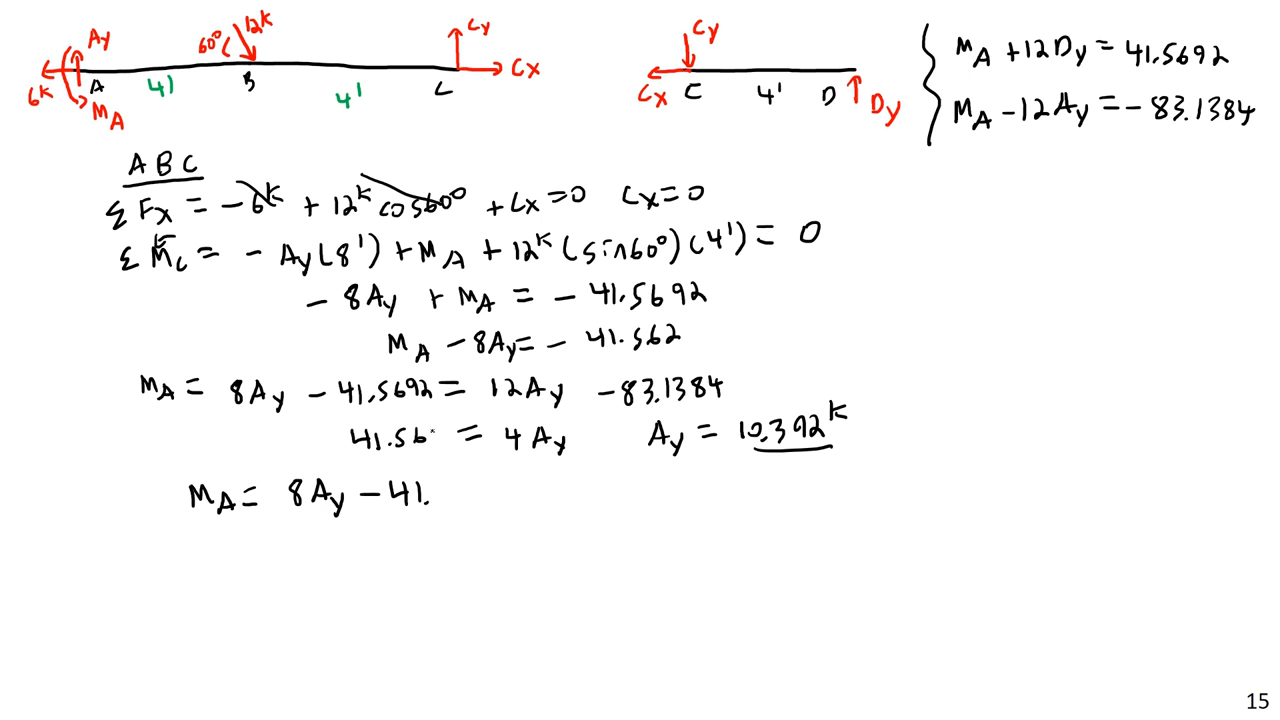 Ay 12ᴷ 60° Cy Cx
6ᴷ A MA 4' B 4' C
Cy Cx C 4' D Dy
MA + 12Dy = 41.5692
MA - 12Ay = - 83.1384
ABC
ΣFx = - 6ᴷ + 12ᴷ cos60° + Cx = 0 Cx = 0
ΣMc = - Ay(8') + MA + 12ᴷ (sin60°)(4') = 0
- 8Ay + MA = - 41.5692
MA - 8Ay = - 41.562
MA = 8Ay - 41.5692 = 12Ay - 83.1384
41.56 = 4Ay Ay = 10.392ᴷ
MA = 8Ay - 41.
15